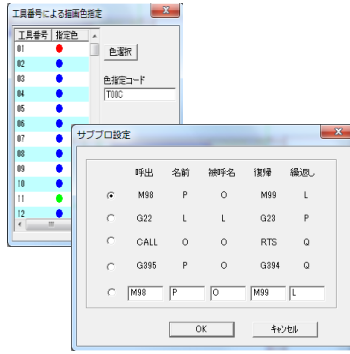 工具番号による描画色指定
x
工具番号 指定色
01
色選択
02
03
色指定コード
04
T00C
05
06
07
08
09
10
11
12
サブプロ設定
x
呼出 名前 被呼名 復帰 繰返し
M98 P O M99 L
G22 L L G23 P
CALL O O RTS Q
G395 P O G394 Q
M98 P O M99 L
OK キャンセル